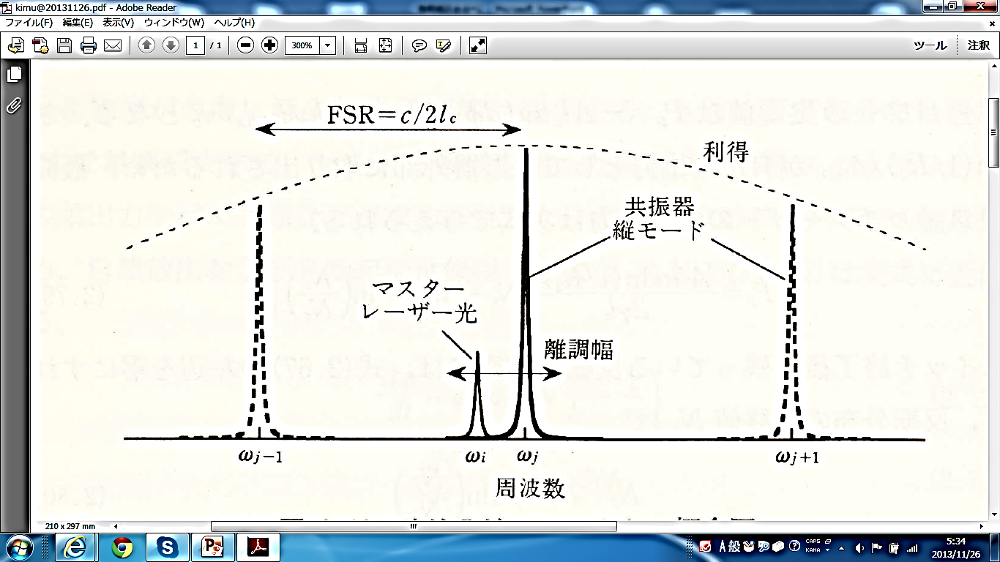 kimu@20131126.pdf - Adobe Reader
ファイル(F) 編集(E) 表示(V) ウィンドウ(W) ヘルプ(H)
1 / 1
300%
ツール
注釈
FSR=c/2lc
利得
共振器
縦モード
マスター
レーザー光
離調幅
ωj−1
ωi
ωj
ωj+1
周波数
210 x 297 mm
A 般
CAPS
KANA
5:34
2013/11/26